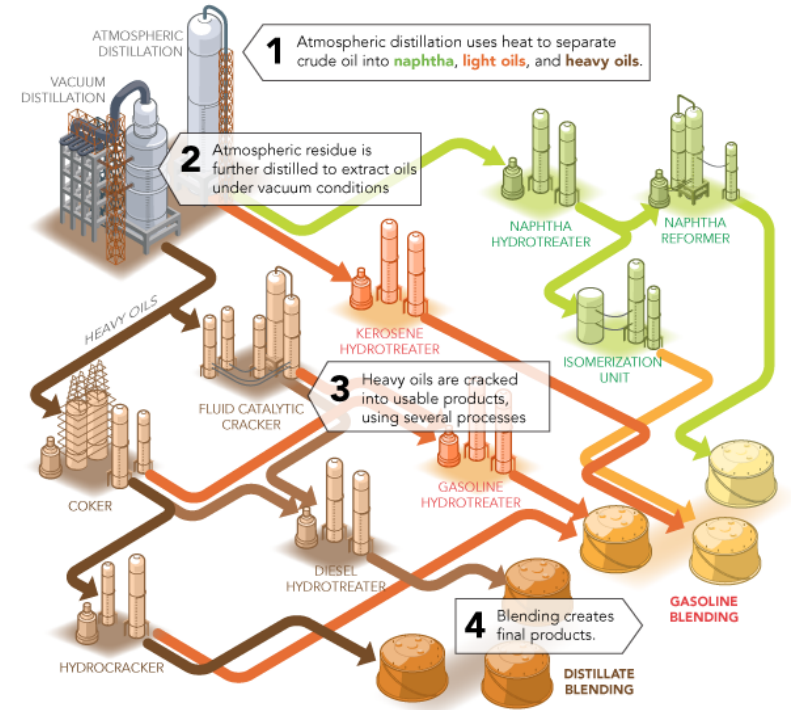 ATMOSPHERIC
DISTILLATION
1
Atmospheric distillation uses heat to separate
crude oil into naphtha, light oils, and heavy oils.
VACUUM
DISTILLATION
2
Atmospheric residue is
further distilled to extract oils
under vacuum conditions
NAPHTHA
HYDROTREATER
NAPHTHA
REFORMER
HEAVY OILS
KEROSENE
HYDROTREATER
ISOMERIZATION
UNIT
FLUID CATALYTIC
CRACKER
3
Heavy oils are cracked
into usable products,
using several processes
COKER
GASOLINE
HYDROTREATER
DIESEL
HYDROTREATER
GASOLINE
BLENDING
4
Blending creates
final products.
HYDROCRACKER
DISTILLATE
BLENDING